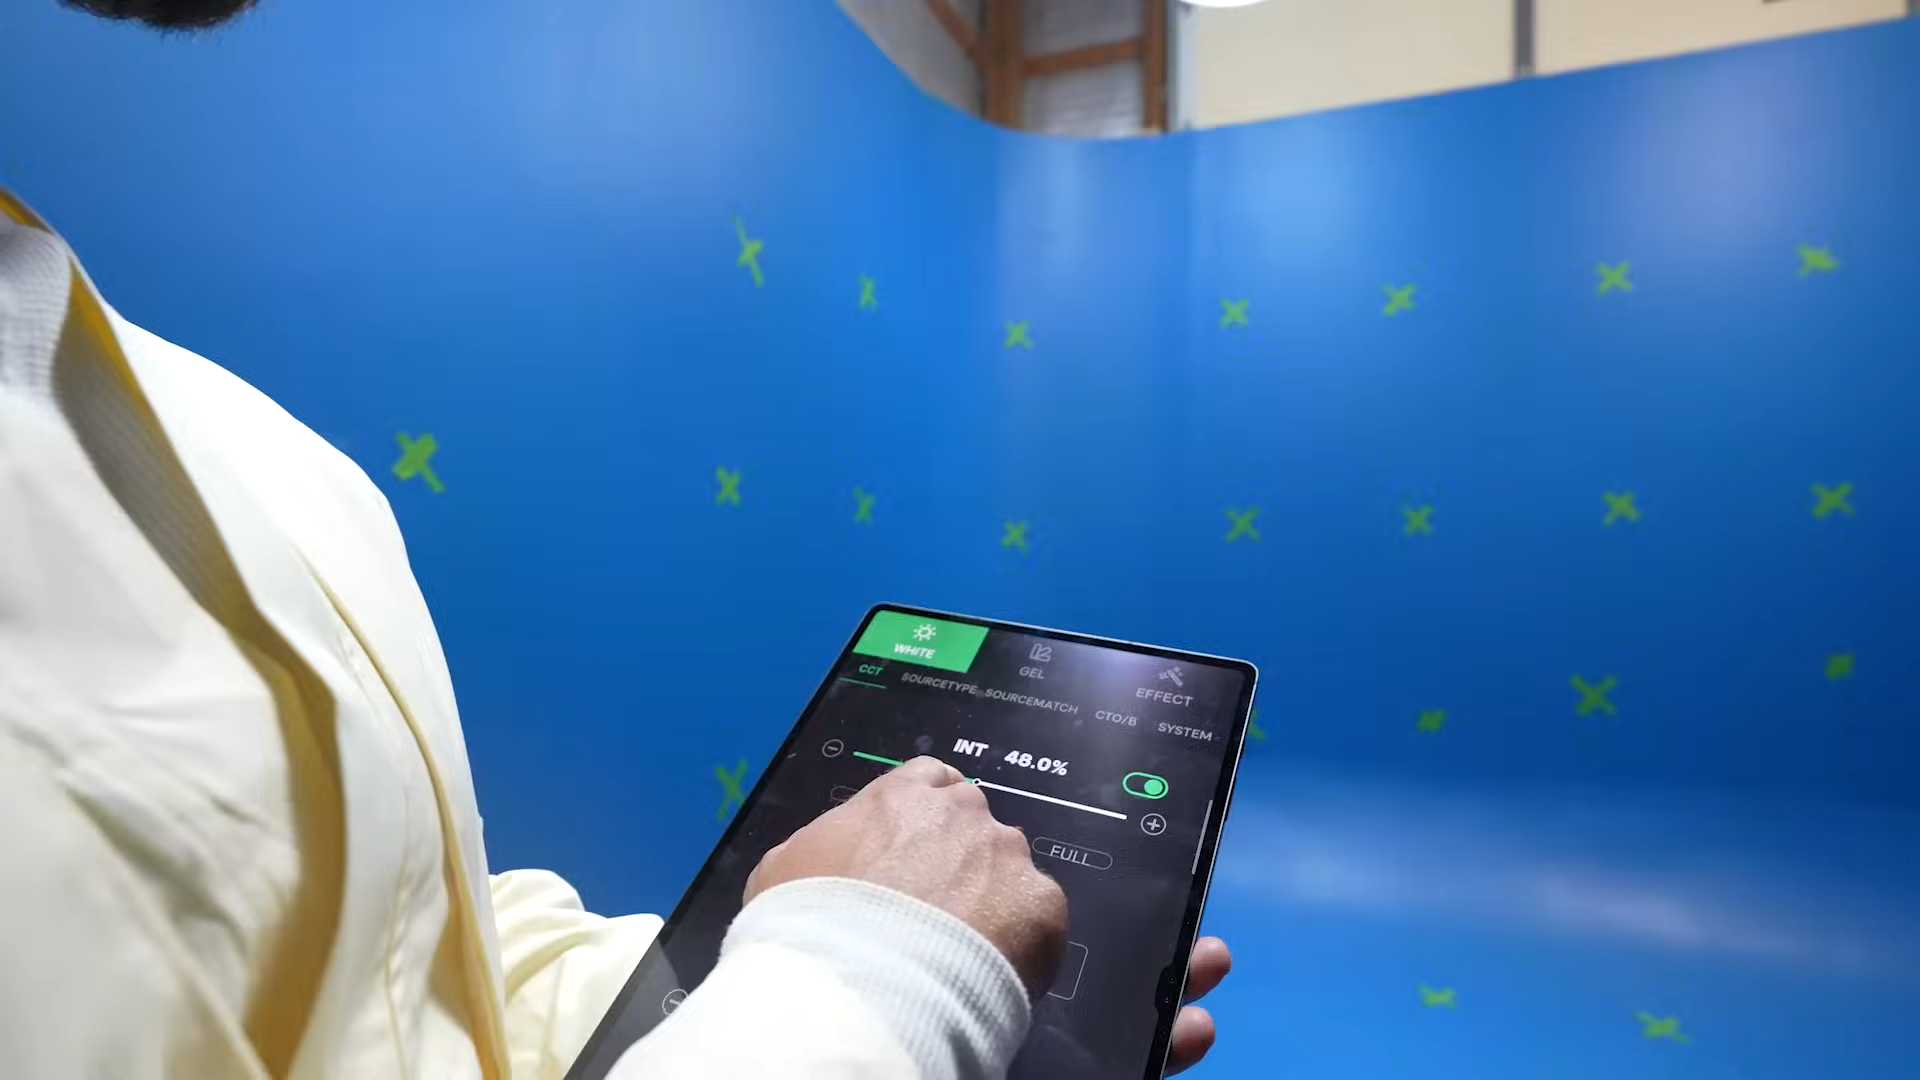 WHITE
GEL
EFFECT
CCT
SOURCETYPE
SOURCEMATCH
CTO/B
SYSTEM
INT 48.0%
FULL